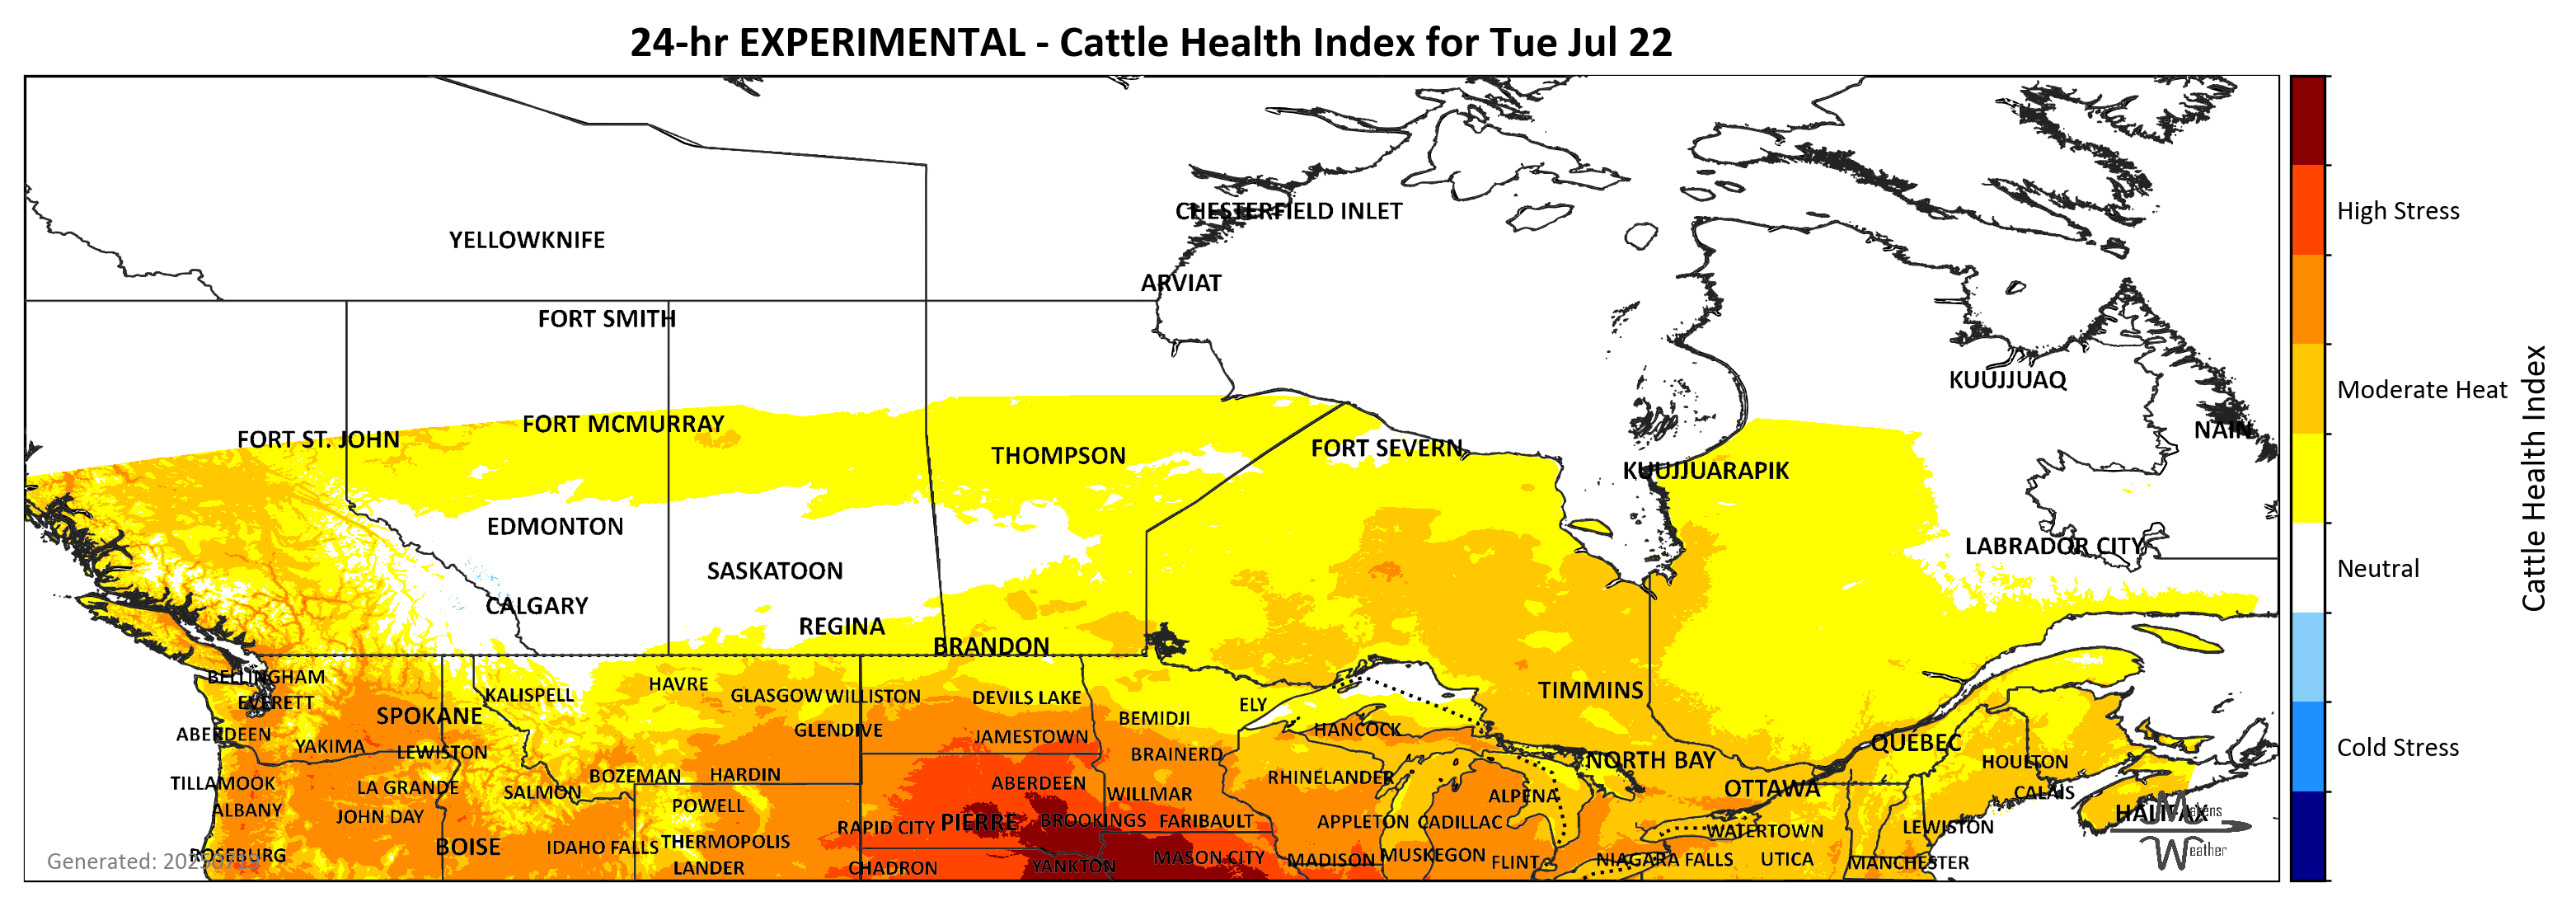 24-hr EXPERIMENTAL - Cattle Health Index for Tue Jul 22
CHESTERFIELD INLET
High Stress
YELLOWKNIFE
ARVIAT
FORT SMITH
KUUJJUAQ
Moderate Heat
FORT MCMURRAY
NAIN
FORT ST. JOHN
THOMPSON
FORT SEVERN
KUUJJUARAPIK
Cattle Health Index
EDMONTON
LABRADOR CITY
SASKATOON
Neutral
CALGARY
REGINA
BRANDON
BELLINGHAM
HAVRE
KALISPELL
GLASGOW
WILLISTON
DEVILS LAKE
TIMMINS
EVERETT
ELY
SPOKANE
BEMIDJI
GLENDIVE
HANCOCK
ABERDEEN
JAMESTOWN
QUEBEC
YAKIMA
LEWISTON
BRAINERD
Cold Stress
NORTH BAY
HOULTON
BOZEMAN
HARDIN
RHINELANDER
TILLAMOOK
LA GRANDE
ABERDEEN
OTTAWA
SALMON
WILLMAR
ALPENA
CALAIS
POWELL
ALBANY
JOHN DAY
HALIFAX
Makens
RAPID CITY
PIERRE
BROOKINGS
FARIBAULT
APPLETON
CADILLAC
WATERTOWN
LEWISTON
BOISE
IDAHO FALLS
THERMOPOLIS
Weather
ROSEBURG
YANKTON
MASON CITY
MADISON
MUSKEGON
FLINT
NIAGARA FALLS
UTICA
MANCHESTER
LANDER
CHADRON
Generated: